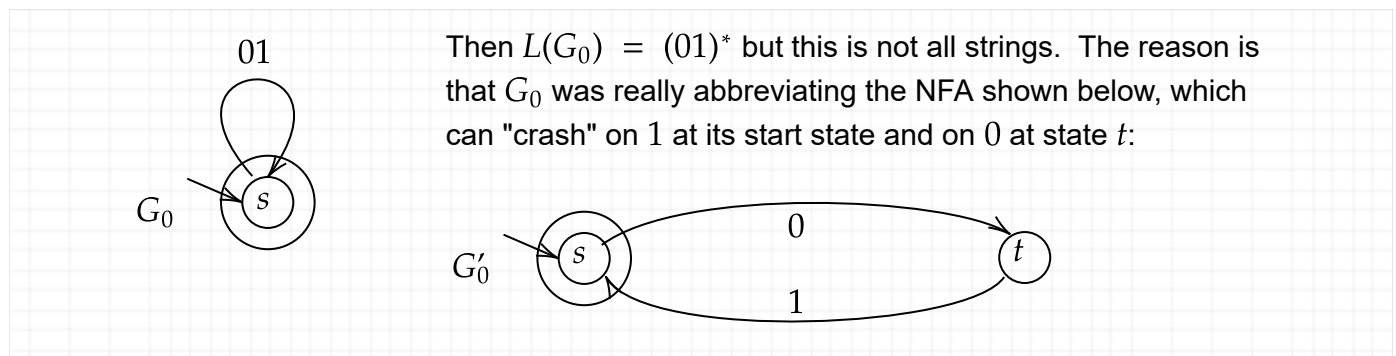 01
Then L(G₀) = (01)* but this is not all strings. The reason is
that G₀ was really abbreviating the NFA shown below, which
can "crash" on 1 at its start state and on 0 at state t:
G₀
s
G₀′
s
0
t
1